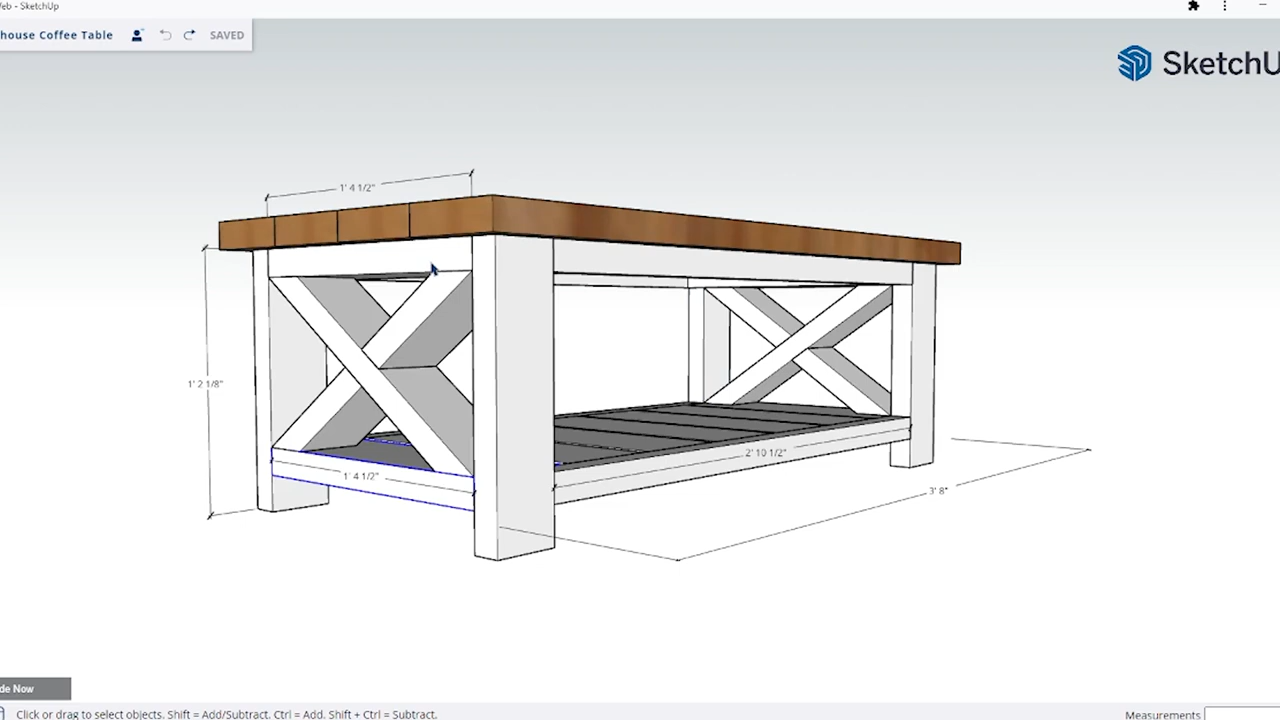 eb - SketchUp
house Coffee Table
SAVED
SketchU
1' 4 1/2"
1' 2 1/8"
1' 4 1/2"
2' 10 1/2"
3' 8"
de Now
Click or drag to select objects. Shift = Add/Subtract. Ctrl = Add. Shift + Ctrl = Subtract.
Measurements